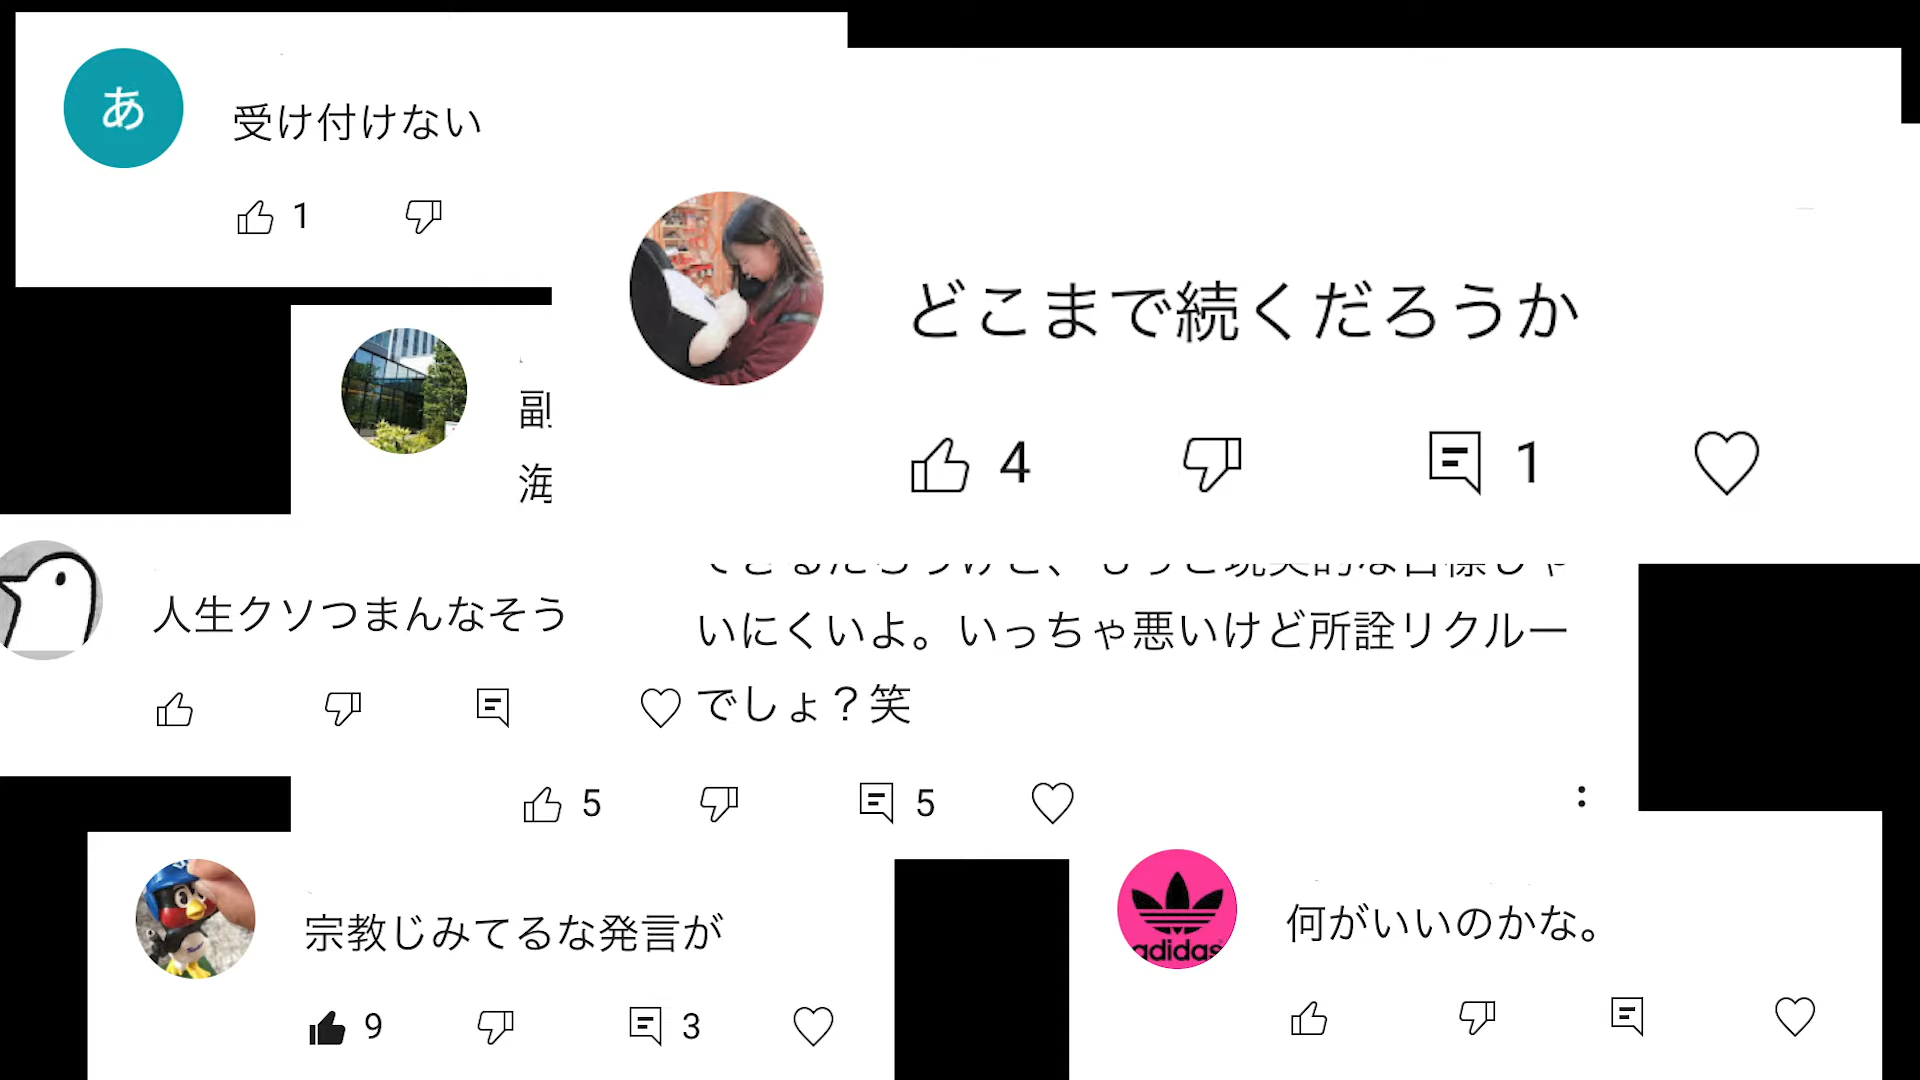 あ
受け付けない
1
どこまで続くだろうか
4
1
副
人生クソつまんなそう
いにくいよ。いっちゃ悪いけど所詮リクルー
でしょ？笑
5
5
宗教じみてるな発言が
9
3
adidas
何がいいのかな。